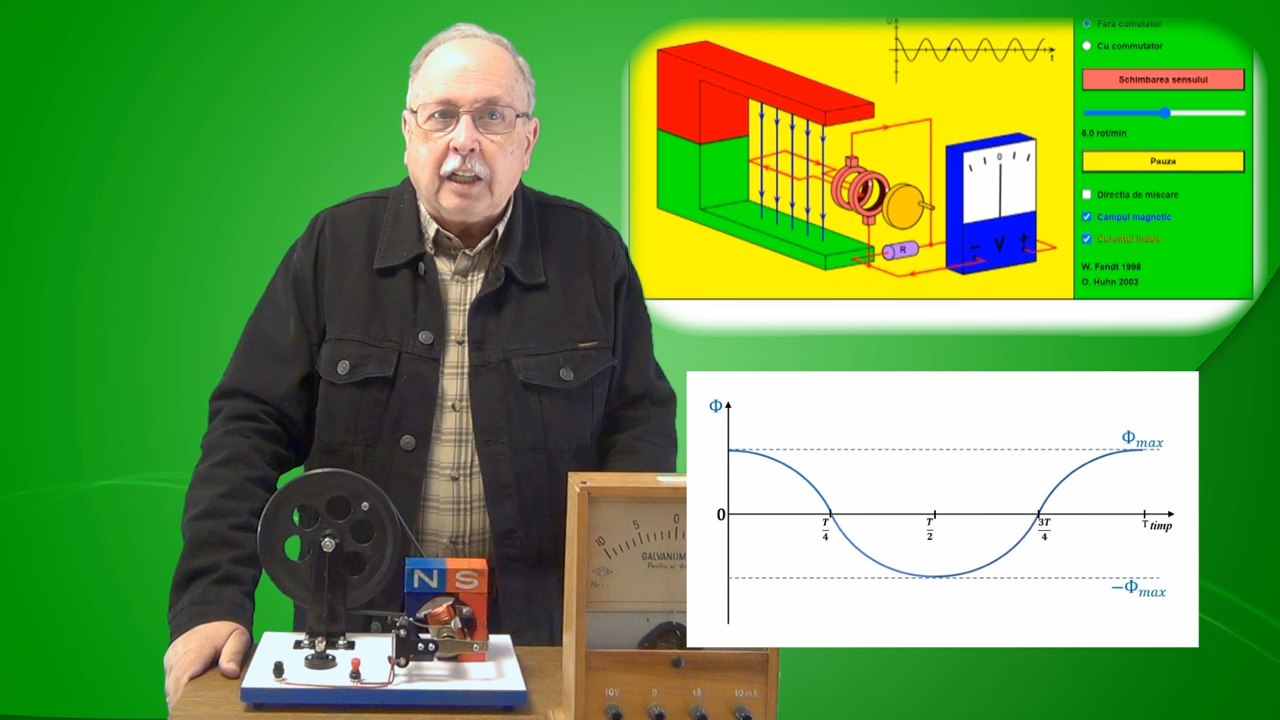 U
t
Fara comutator
Cu commutator
Schimbarea sensului
6,0 rot/min
Pauza
Directia de miscare
Campul magnetic
Curentul indus
W. Fendt 1998
O. Huhn 2003
0
R
− V +
Φ
Φmax
0
T/4
T/2
3T/4
T timp
−Φmax
N S
10 5 0
GALVANOM
10V 0